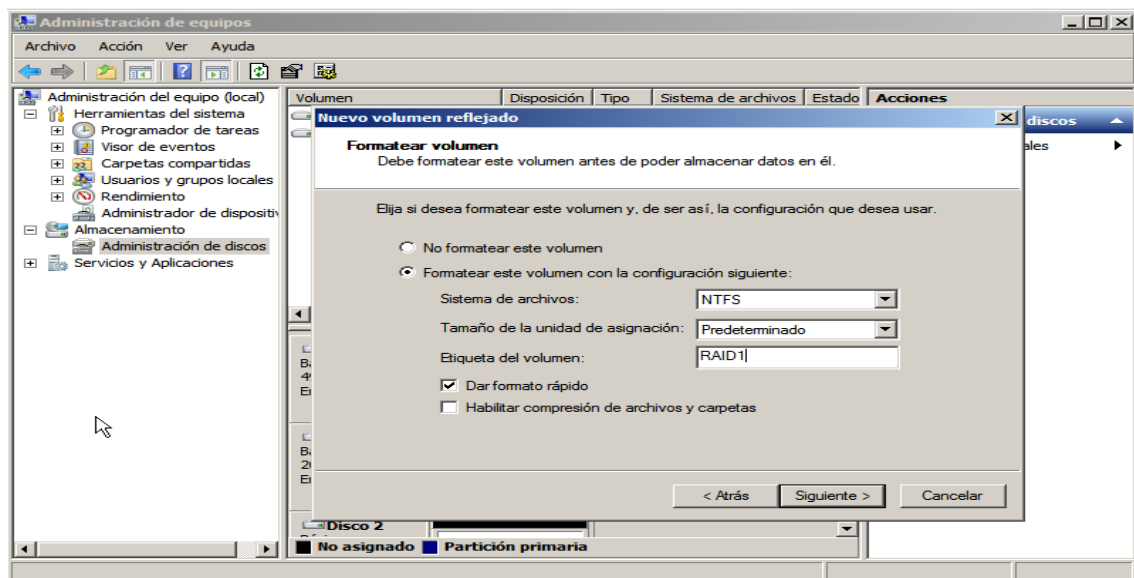 Administración de equipos
Archivo Acción Ver Ayuda
Administración del equipo (local)
Herramientas del sistema
Programador de tareas
Visor de eventos
Carpetas compartidas
Usuarios y grupos locales
Rendimiento
Administrador de dispositiv
Almacenamiento
Administración de discos
Servicios y Aplicaciones
Volumen Disposición Tipo Sistema de archivos Estado Acciones
Nuevo volumen reflejado
discos
ales
Formatear volumen
Debe formatear este volumen antes de poder almacenar datos en él.
Elija si desea formatear este volumen y, de ser así, la configuración que desea usar.
No formatear este volumen
Formatear este volumen con la configuración siguiente:
Sistema de archivos: NTFS
Tamaño de la unidad de asignación: Predeterminado
Etiqueta del volumen: RAID1
Dar formato rápido
Habilitar compresión de archivos y carpetas
< Atrás Siguiente > Cancelar
Disco 2
No asignado Partición primaria